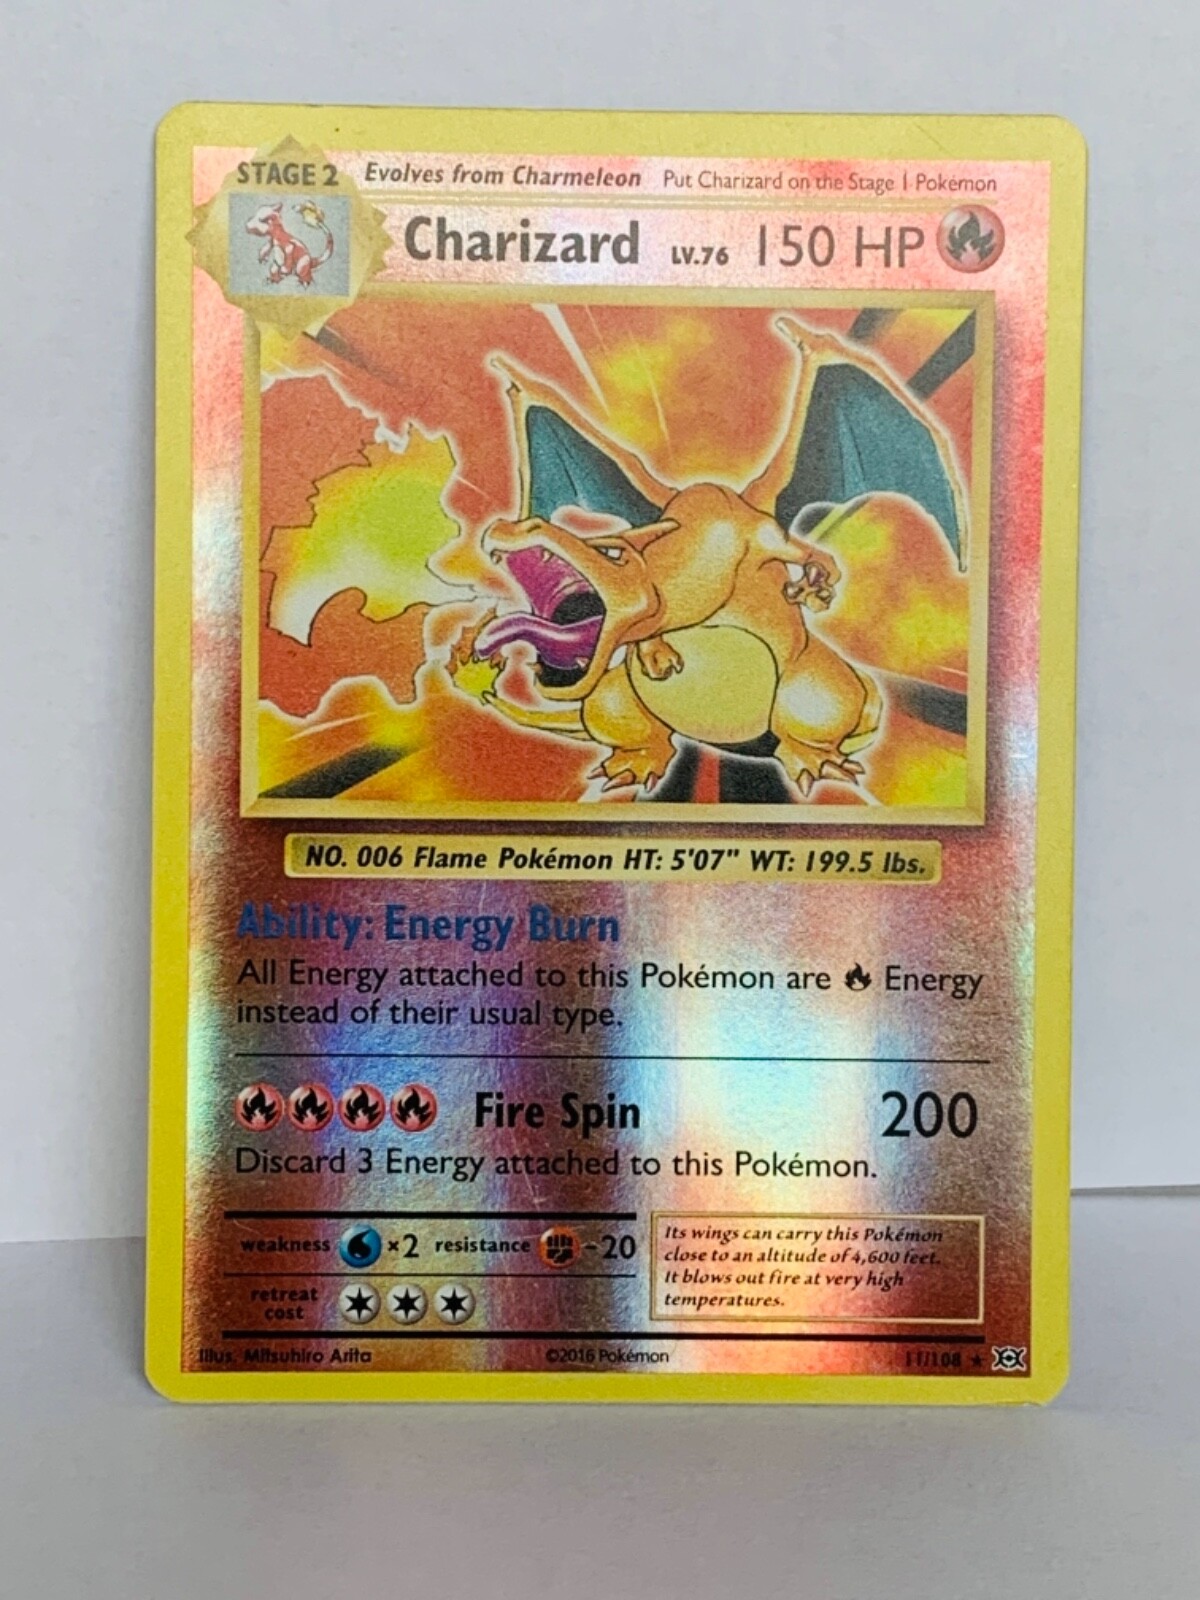 STAGE 2 Evolves from Charmeleon Put Charizard on the Stage 1 Pokémon
Charizard LV.76 150 HP
NO. 006 Flame Pokémon HT: 5'07" WT: 199.5 lbs.
Ability: Energy Burn
All Energy attached to this Pokémon are Energy
instead of their usual type.
Fire Spin 200
Discard 3 Energy attached to this Pokémon.
weakness ×2 resistance -20
retreat
cost
Its wings can carry this Pokémon
close to an altitude of 4,600 feet.
It blows out fire at very high
temperatures.
Illus. Mitsuhiro Arita ©2016 Pokémon 11/108 ★